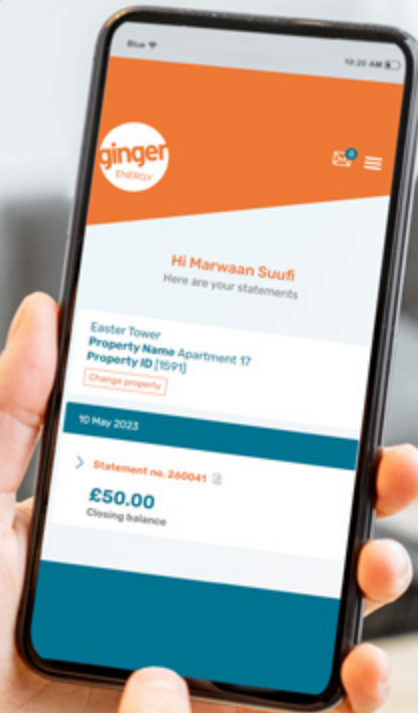 Blue
10:20 AM
ginger
ENERGY
0
Hi Marwaan Suufi
Here are your statements
Easter Tower
Property Name Apartment 17
Property ID [1591]
Change property
10 May 2023
Statement no. 260041
£50.00
Closing balance